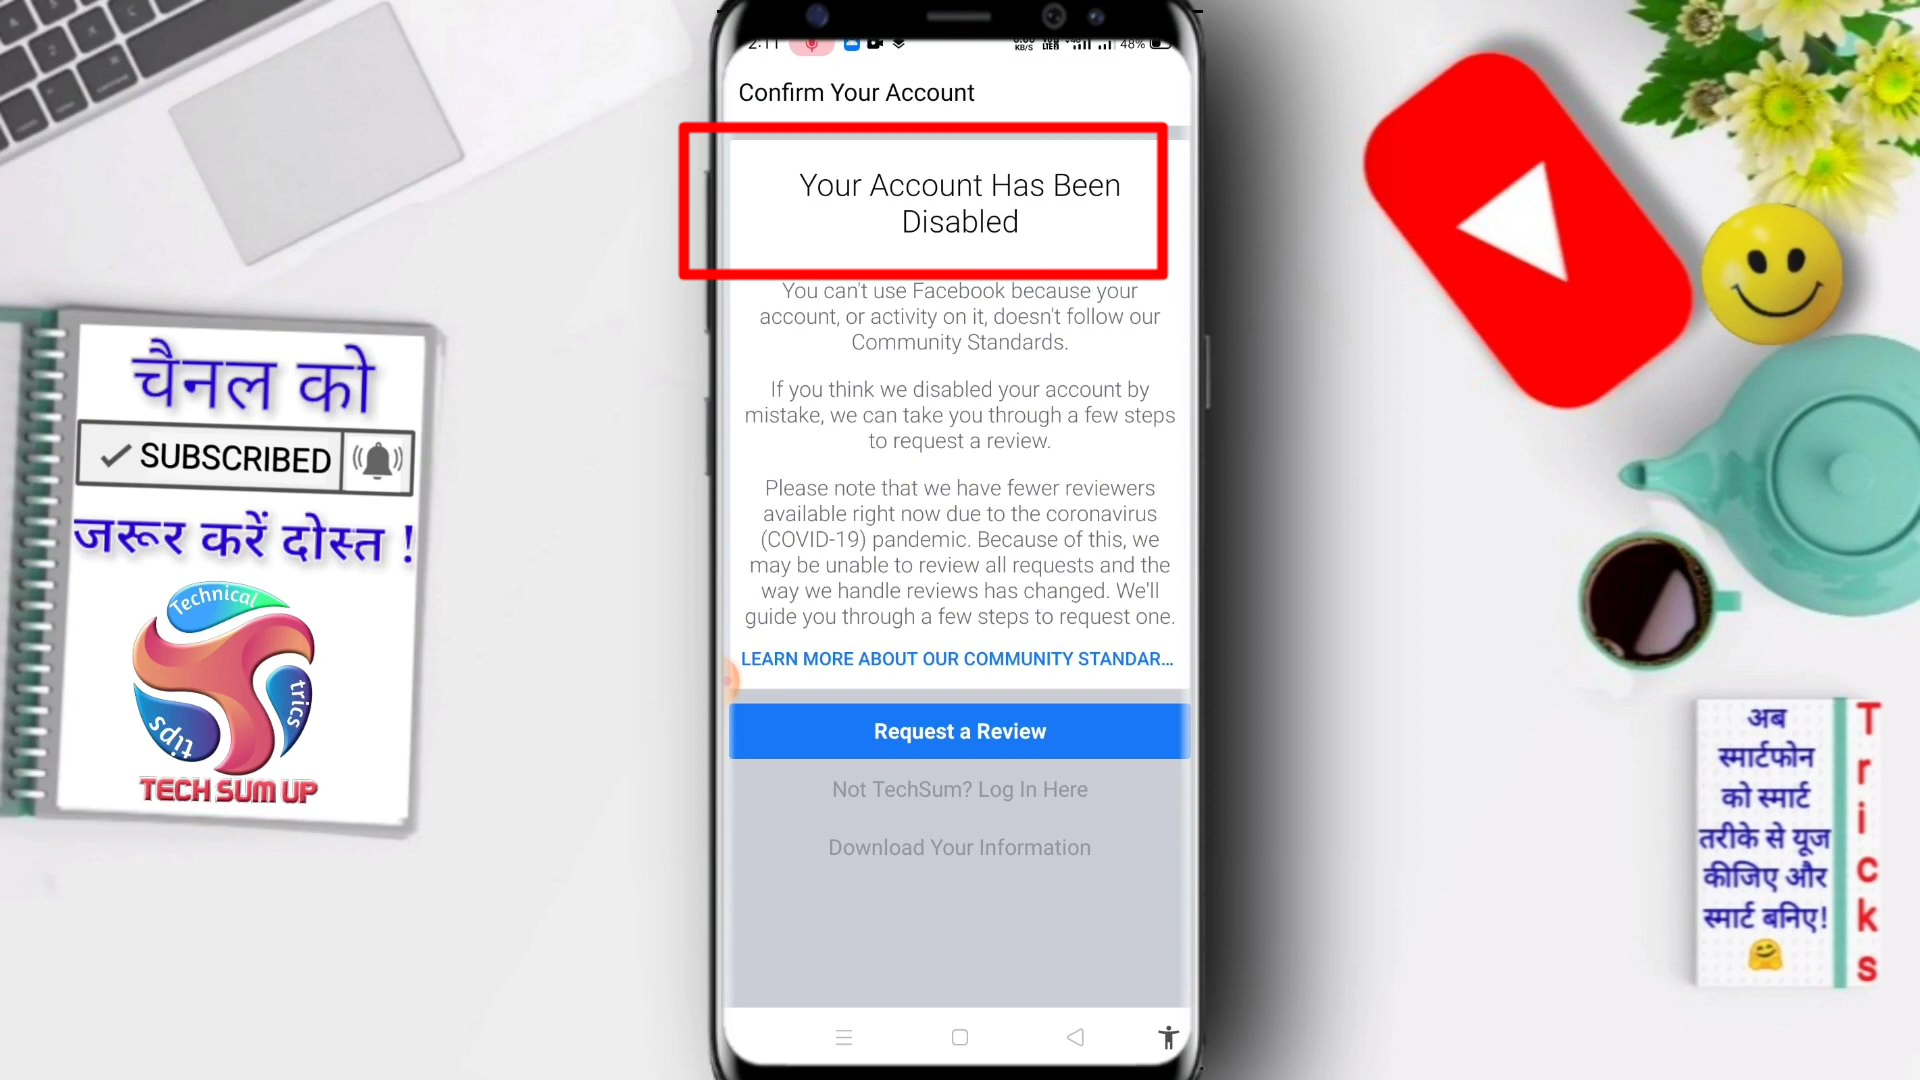 चैनल को
SUBSCRIBED
जरूर करें दोस्त !
Technical
tips
trics
TECH SUM UP
2:11
KB/S
48%
Confirm Your Account
Your Account Has Been
Disabled
You can't use Facebook because your
account, or activity on it, doesn't follow our
Community Standards.
If you think we disabled your account by
mistake, we can take you through a few steps
to request a review.
Please note that we have fewer reviewers
available right now due to the coronavirus
(COVID-19) pandemic. Because of this, we
may be unable to review all requests and the
way we handle reviews has changed. We'll
guide you through a few steps to request one.
LEARN MORE ABOUT OUR COMMUNITY STANDAR...
Request a Review
Not TechSum? Log In Here
Download Your Information
अब
स्मार्टफोन
को स्मार्ट
तरीके से यूज
कीजिए और
स्मार्ट बनिए!
Tricks